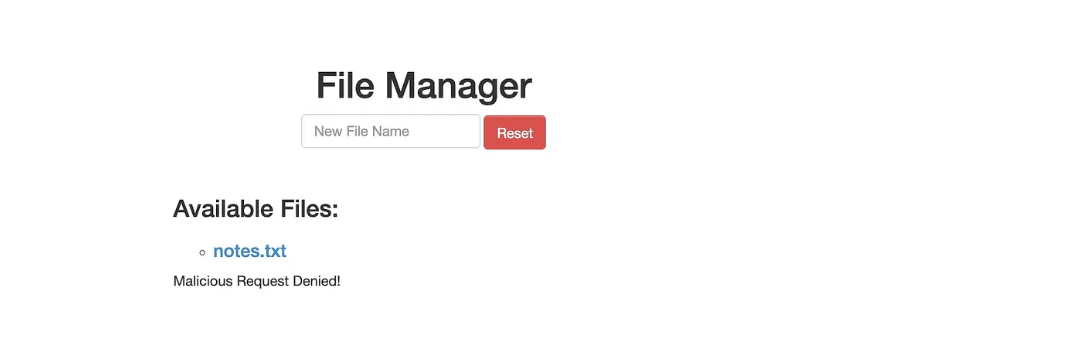 File Manager
New File Name Reset
Available Files:
notes.txt
Malicious Request Denied!